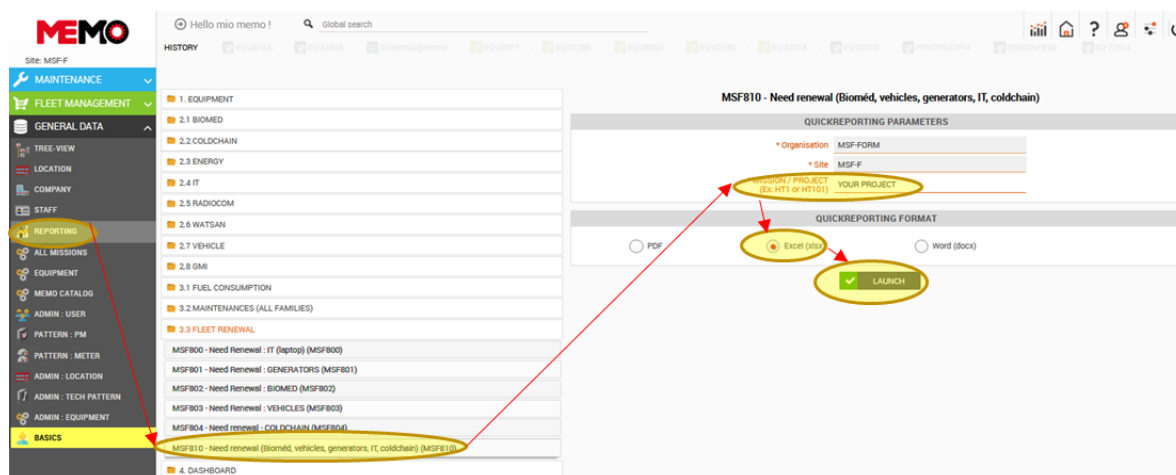 MEMO
Site: MSF-F
Hello mio memo !
Global search
HISTORY
MAINTENANCE
FLEET MANAGEMENT
GENERAL DATA
TREE-VIEW
LOCATION
COMPANY
STAFF
REPORTING
ALL MISSIONS
EQUIPMENT
MEMO CATALOG
ADMIN : USER
PATTERN : PM
PATTERN : METER
ADMIN : LOCATION
ADMIN : TECH PATTERN
ADMIN : EQUIPMENT
BASICS
1. EQUIPMENT
2.1 BIOMED
2.2 COLDCHAIN
2.3 ENERGY
2.4 IT
2.5 RADIOCOM
2.6 WATSAN
2.7 VEHICLE
2.8 GMI
3.1 FUEL CONSUMPTION
3.2 MAINTENANCES (ALL FAMILIES)
3.3 FLEET RENEWAL
MSF800 - Need Renewal : IT (laptop) (MSF800)
MSF801 - Need Renewal : GENERATORS (MSF801)
MSF802 - Need Renewal : BIOMED (MSF802)
MSF803 - Need Renewal : VEHICLES (MSF803)
MSF804 - Need renewal - COLDCHAIN (MSF804)
MSF810 - Need renewal (Bioméd, vehicles, generators, IT, coldchain) (MSF810)
4. DASHBOARD
MSF810 - Need renewal (Bioméd, vehicles, generators, IT, coldchain)
QUICKREPORTING PARAMETERS
* Organisation MSF-FORM
* Site MSF-F
MISSION / PROJECT
(Ex: HT1 or HT101) YOUR PROJECT
QUICKREPORTING FORMAT
PDF Excel (xlsx) Word (docx)
LAUNCH